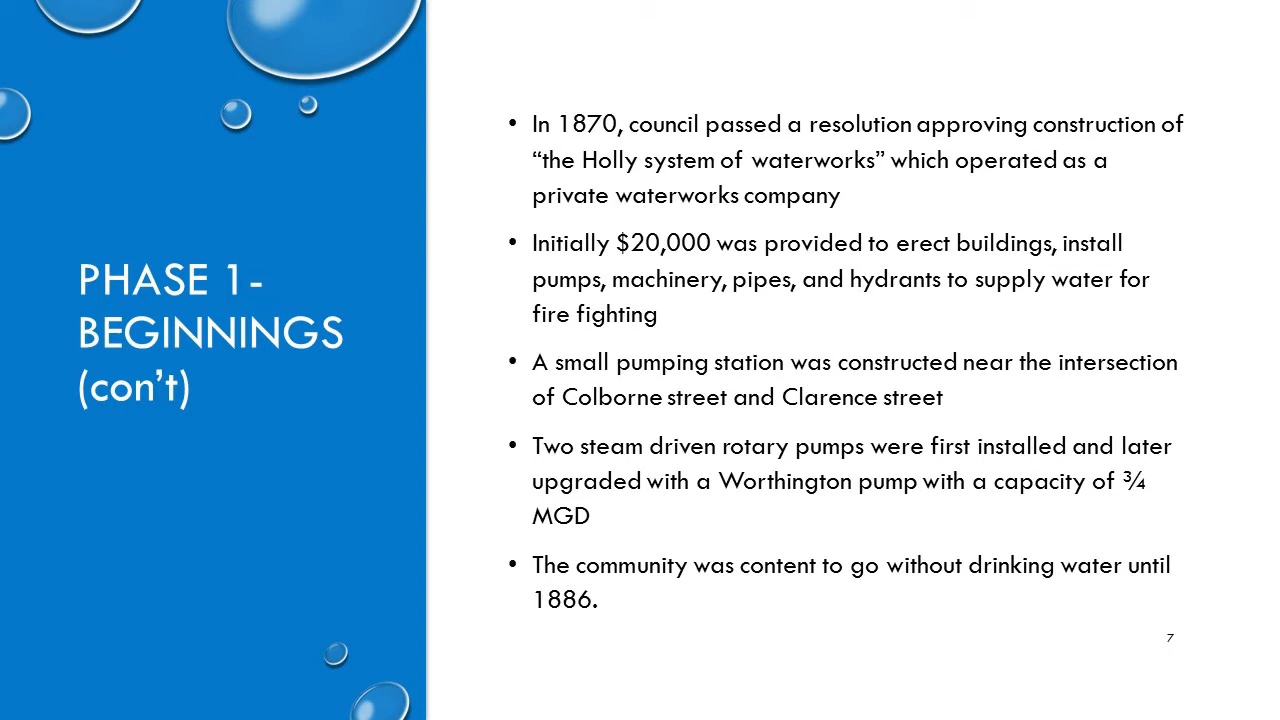 PHASE 1-
BEGINNINGS
(con’t)
• In 1870, council passed a resolution approving construction of
“the Holly system of waterworks” which operated as a
private waterworks company
• Initially $20,000 was provided to erect buildings, install
pumps, machinery, pipes, and hydrants to supply water for
fire fighting
• A small pumping station was constructed near the intersection
of Colborne street and Clarence street
• Two steam driven rotary pumps were first installed and later
upgraded with a Worthington pump with a capacity of ¾
MGD
• The community was content to go without drinking water until
1886.
7